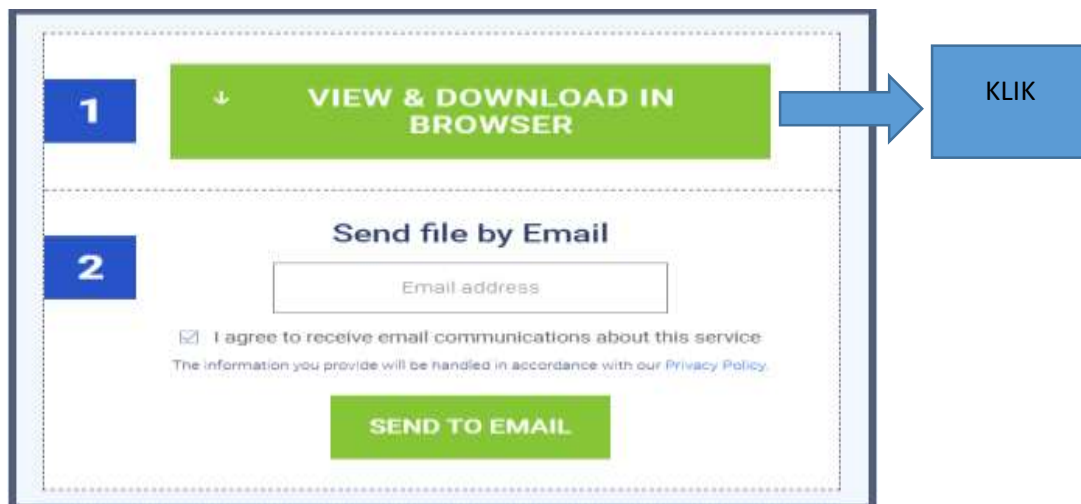 1
VIEW & DOWNLOAD IN
BROWSER
KLIK
2
Send file by Email
Email address
I agree to receive email communications about this service
The information you provide will be handled in accordance with our Privacy Policy.
SEND TO EMAIL